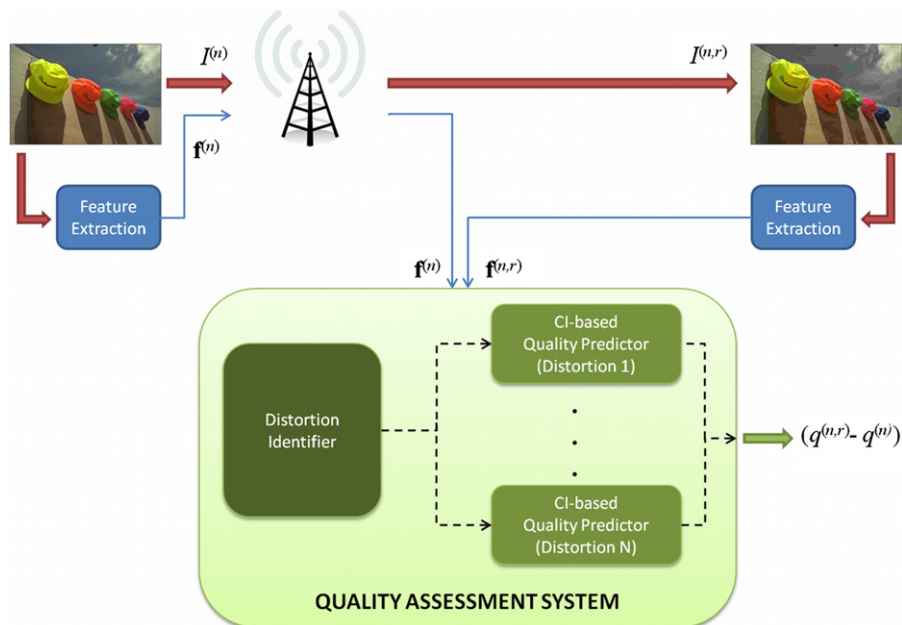 I(n)
I(n,r)
f(n)
Feature
Extraction
Feature
Extraction
f(n)
f(n,r)
CI-based
Quality Predictor
(Distortion 1)
Distortion
Identifier
(q(n,r)- q(n))
CI-based
Quality Predictor
(Distortion N)
QUALITY ASSESSMENT SYSTEM